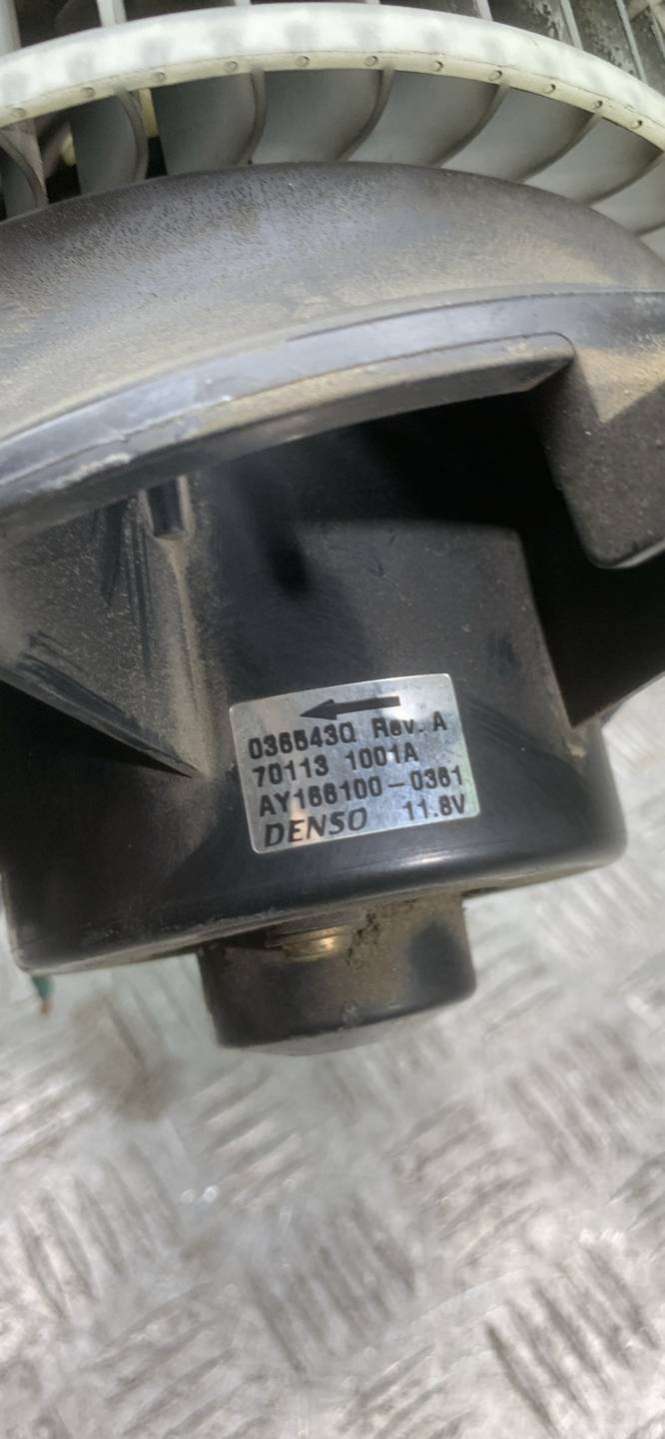 036543Q Rev. A
70113 1001A
AY166100-0361
DENSO 11.8V